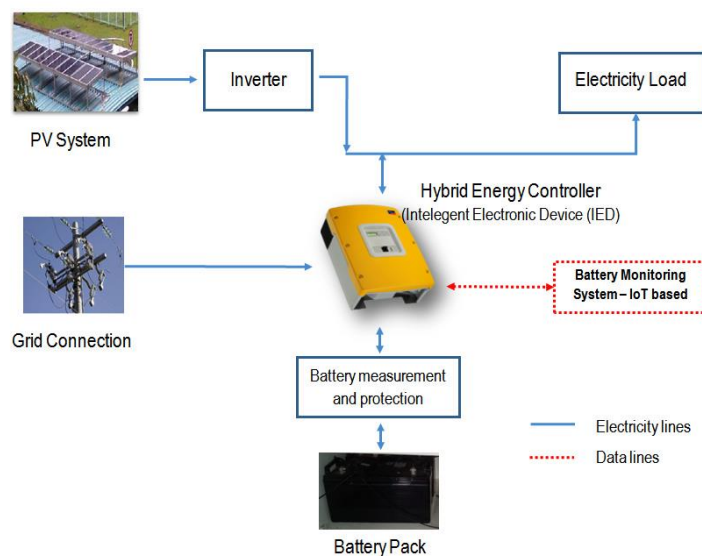 Inverter
Electricity Load
PV System
Hybrid Energy Controller
(Intelegent Electronic Device (IED)
Battery Monitoring
System – IoT based
Grid Connection
Battery measurement
and protection
Electricity lines
Data lines
Battery Pack